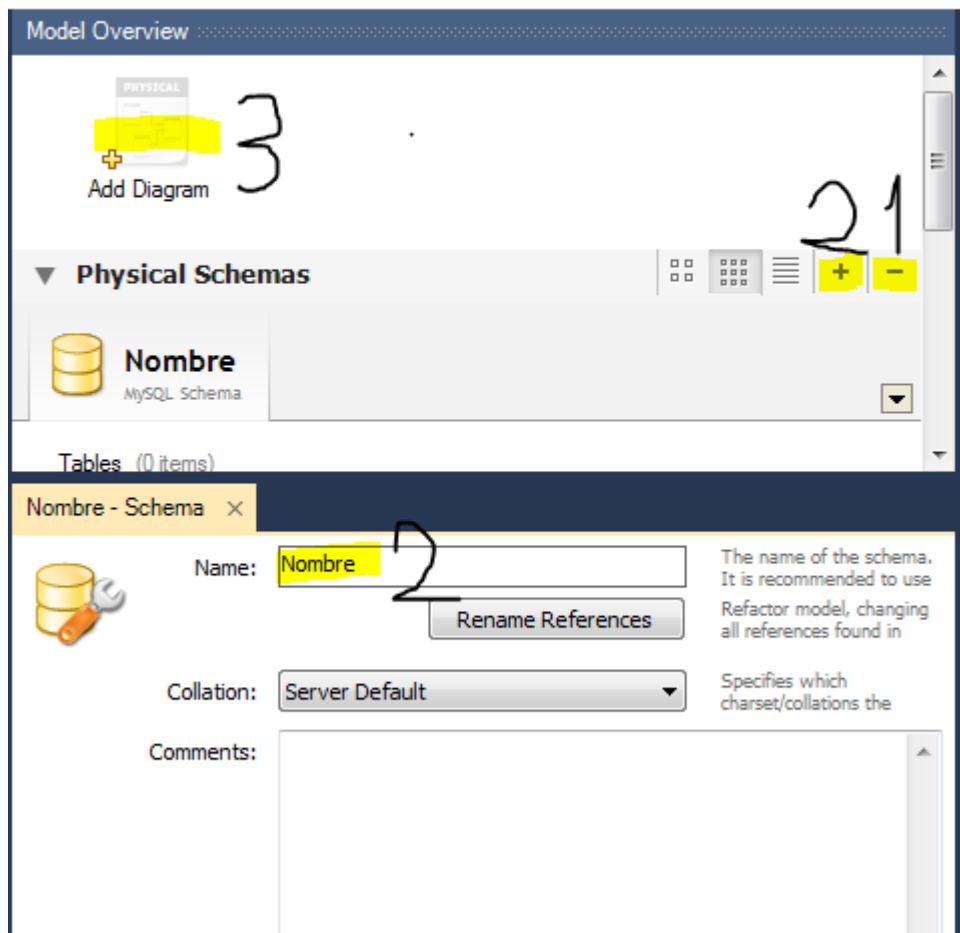 Model Overview
PHYSICAL
3
Add Diagram
2 1
Physical Schemas
+ -
Nombre
MySQL Schema
Tables (0 items)
Nombre - Schema ×
Name: Nombre
2
The name of the schema.
It is recommended to use
Rename References
Refactor model, changing
all references found in
Collation: Server Default
Specifies which
charset/collations the
Comments: